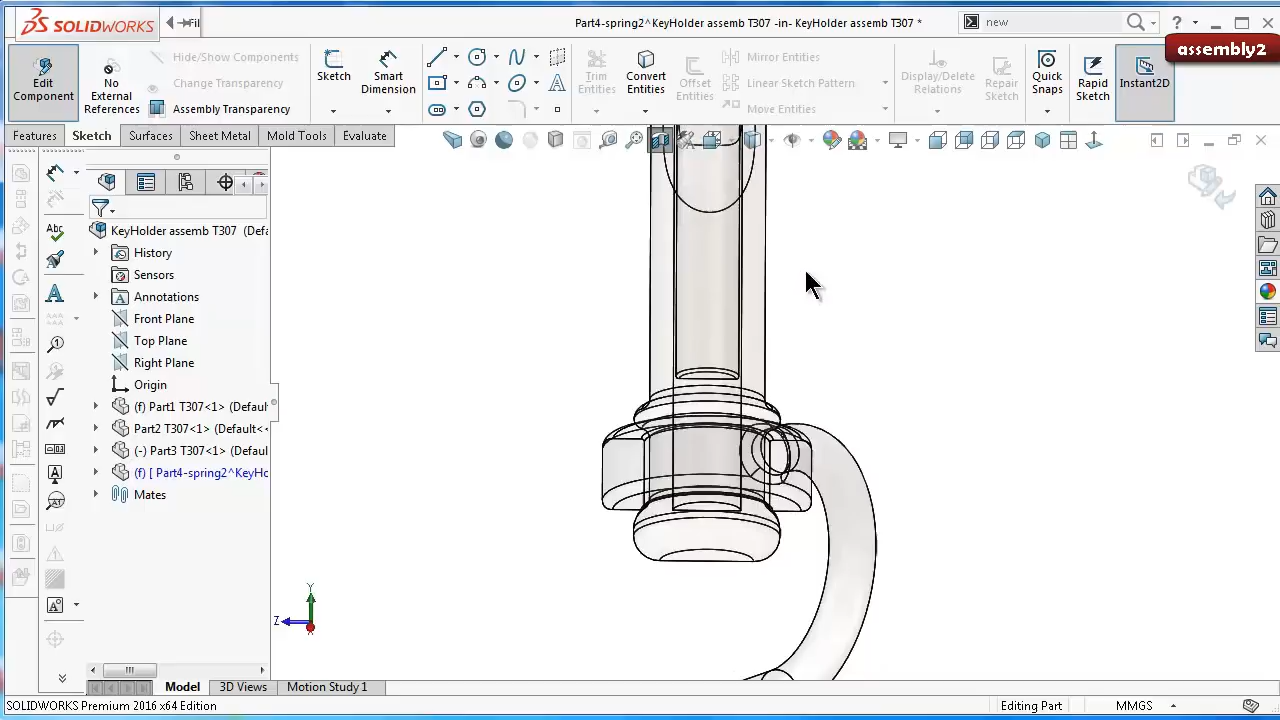 SOLIDWORKS
Fil
Part4-spring2^KeyHolder assemb T307 -in- KeyHolder assemb T307 *
new
?
assembly2
Edit Component
No External References
Hide/Show Components
Change Transparency
Assembly Transparency
Sketch
Smart Dimension
Trim Entities
Convert Entities
Offset Entities
Mirror Entities
Linear Sketch Pattern
Move Entities
Display/Delete Relations
Repair Sketch
Quick Snaps
Rapid Sketch
Instant2D
Features
Sketch
Surfaces
Sheet Metal
Mold Tools
Evaluate
KeyHolder assemb T307 (Defa
History
Sensors
Annotations
Front Plane
Top Plane
Right Plane
Origin
(f) Part1 T307<1> (Defaul
Part2 T307<1> (Default<<
(-) Part3 T307<1> (Defaul
(f) [ Part4-spring2^KeyHo
Mates
Y
Z
X
Model
3D Views
Motion Study 1
SOLIDWORKS Premium 2016 x64 Edition
Editing Part
MMGS